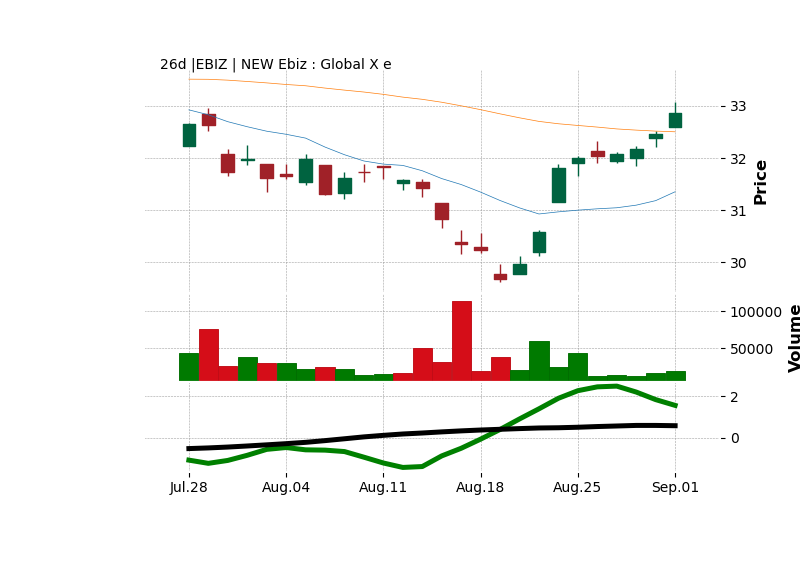 26d |EBIZ | NEW Ebiz : Global X e
33
32
31
30
Price
100000
50000
Volume
2
0
Jul.28 Aug.04 Aug.11 Aug.18 Aug.25 Sep.01